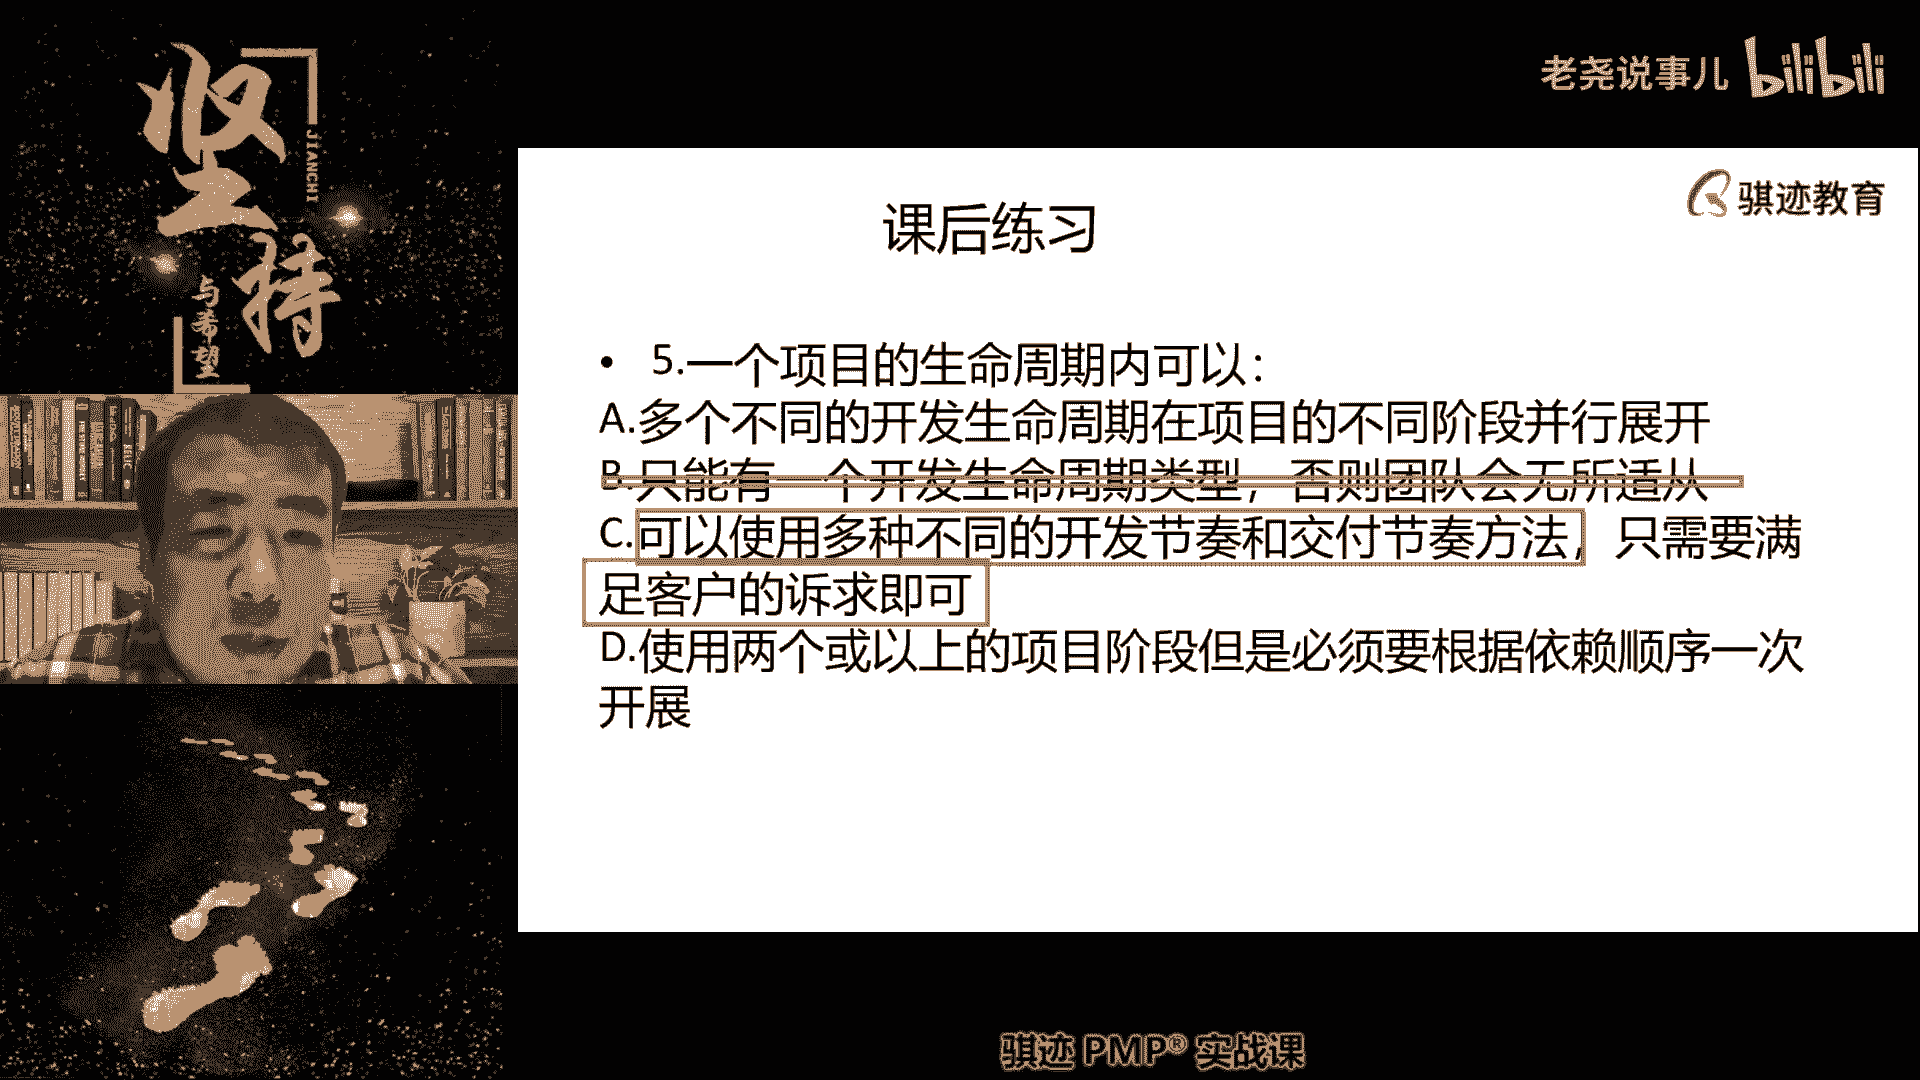 坚持
JIANCHI
与希望
老尧说事儿 bilibili
骐迹教育
课后练习
• 5.一个项目的生命周期内可以：
A.多个不同的开发生命周期在项目的不同阶段并行展开
B.只能有一个开发生命周期类型，否则团队会无所适从
C.可以使用多种不同的开发节奏和交付节奏方法，只需要满
足客户的诉求即可
D.使用两个或以上的项目阶段但是必须要根据依赖顺序一次
开展
骐迹 PMP® 实战课